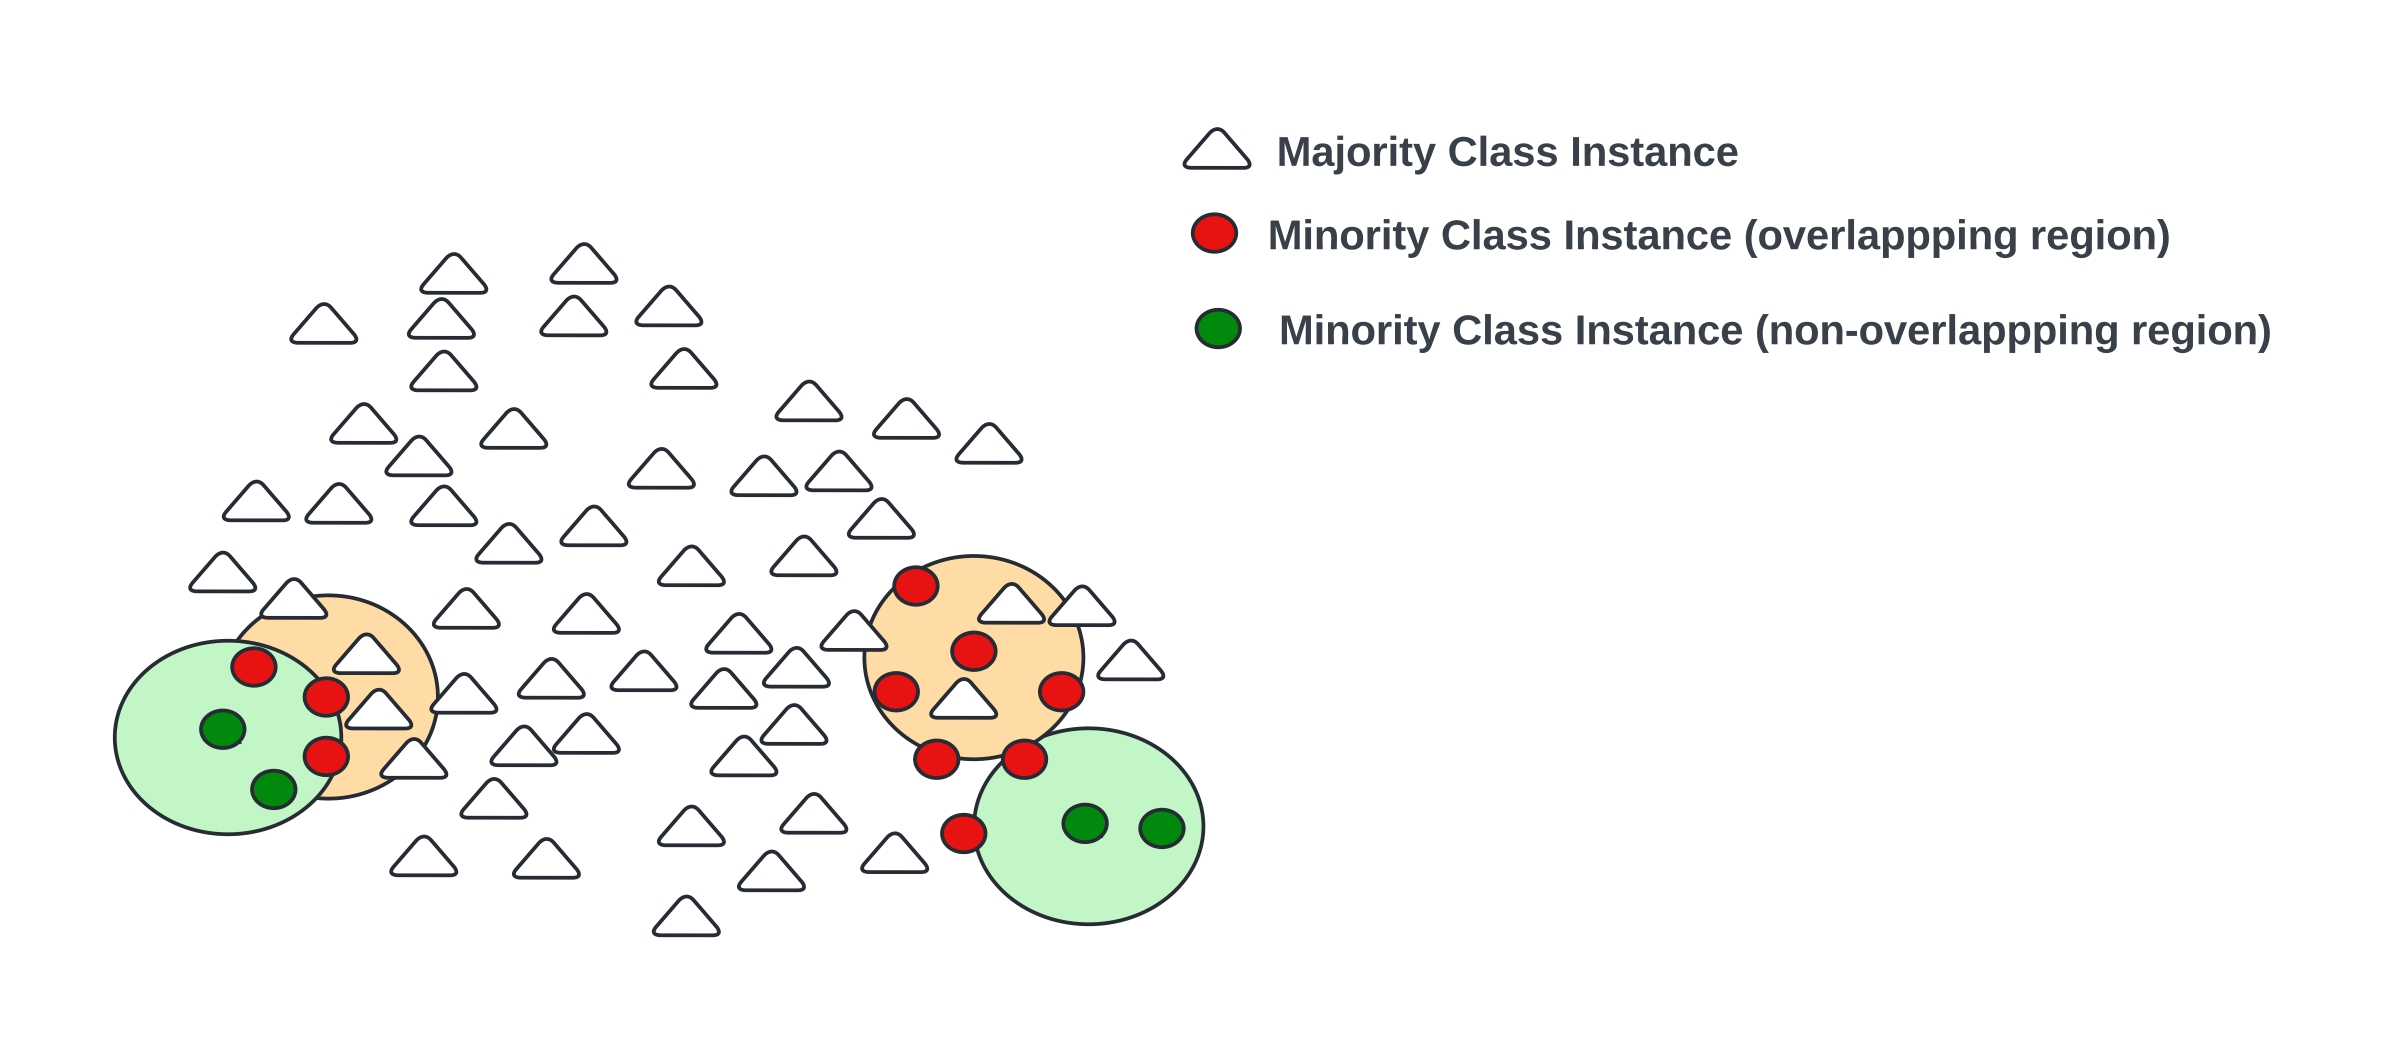 Majority Class Instance
Minority Class Instance (overlappping region)
Minority Class Instance (non-overlappping region)